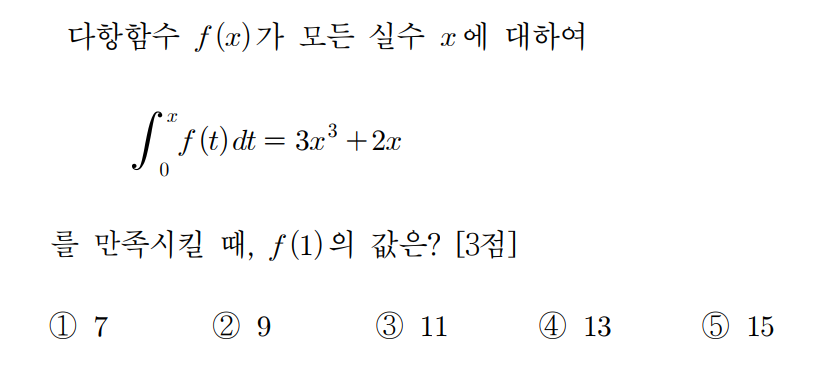 다항함수 f(x)가 모든 실수 x에 대하여
∫₀ˣ f(t)dt = 3x³ + 2x
를 만족시킬 때, f(1)의 값은? [3점]
① 7 ② 9 ③ 11 ④ 13 ⑤ 15